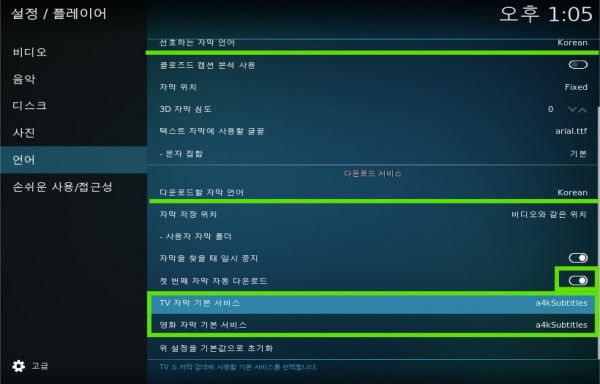 설정 / 플레이어
오후 1:05
비디오
음악
디스크
사진
언어
손쉬운 사용/접근성
고급
선호하는 자막 언어 Korean
클로즈드 캡션 분석 사용
자막 위치 Fixed
3D 자막 심도 0
텍스트 자막에 사용할 글꼴 arial.ttf
- 문자 집합 기본
다운로드 서비스
다운로드할 자막 언어 Korean
자막 저장 위치 비디오와 같은 위치
- 사용자 자막 폴더
자막을 찾을 때 일시 중지
첫 번째 자막 자동 다운로드
TV 자막 기본 서비스 a4kSubtitles
영화 자막 기본 서비스 a4kSubtitles
위 설정을 기본값으로 초기화
TV 쇼 자막 검색에 사용할 기본 서비스를 선택합니다.